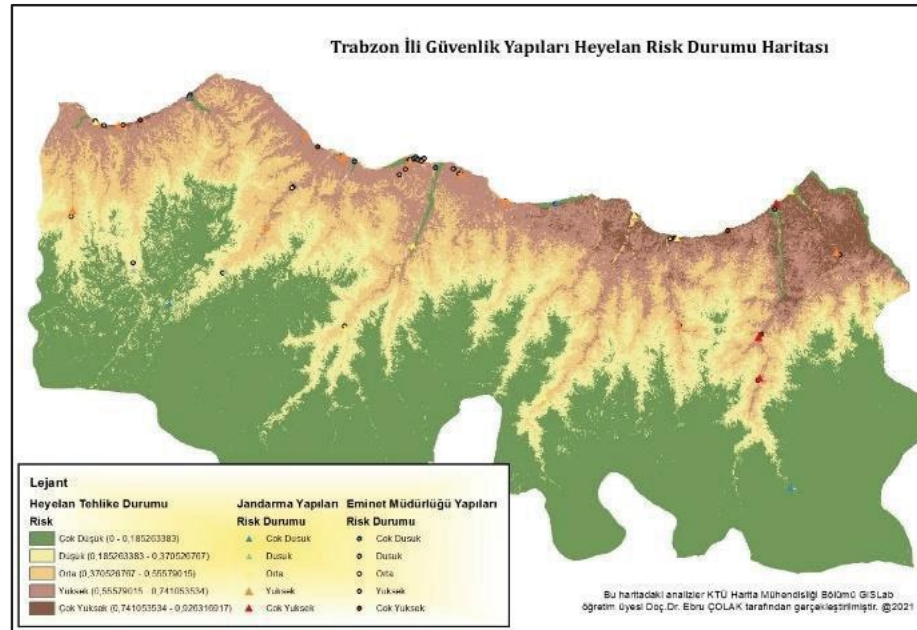 Trabzon İli Güvenlik Yapıları Heyelan Risk Durumu Haritası
Lejant
Heyelan Tehlike Durumu
Risk
Çok Düşük (0 - 0,185263383)
Düşük (0,185263383 - 0,370526767)
Orta (0,370526767 - 0,55579015)
Yuksek (0,55579015 - 0,741053534)
Çok Yuksek (0,741053534 - 0,926316917)
Jandarma Yapıları
Risk Durumu
Cok Dusuk
Dusuk
Orta
Yuksek
Cok Yuksek
Eminet Müdürlüğü Yapıları
Risk Durumu
Cok Dusuk
Dusuk
Orta
Yuksek
Cok Yuksek
Bu haritadaki analizler KTÜ Harita Mühendisliği Bölümü GISLab
öğretim üyesi Doç.Dr. Ebru ÇOLAK tarafından gerçekleştirilmiştir. @2021